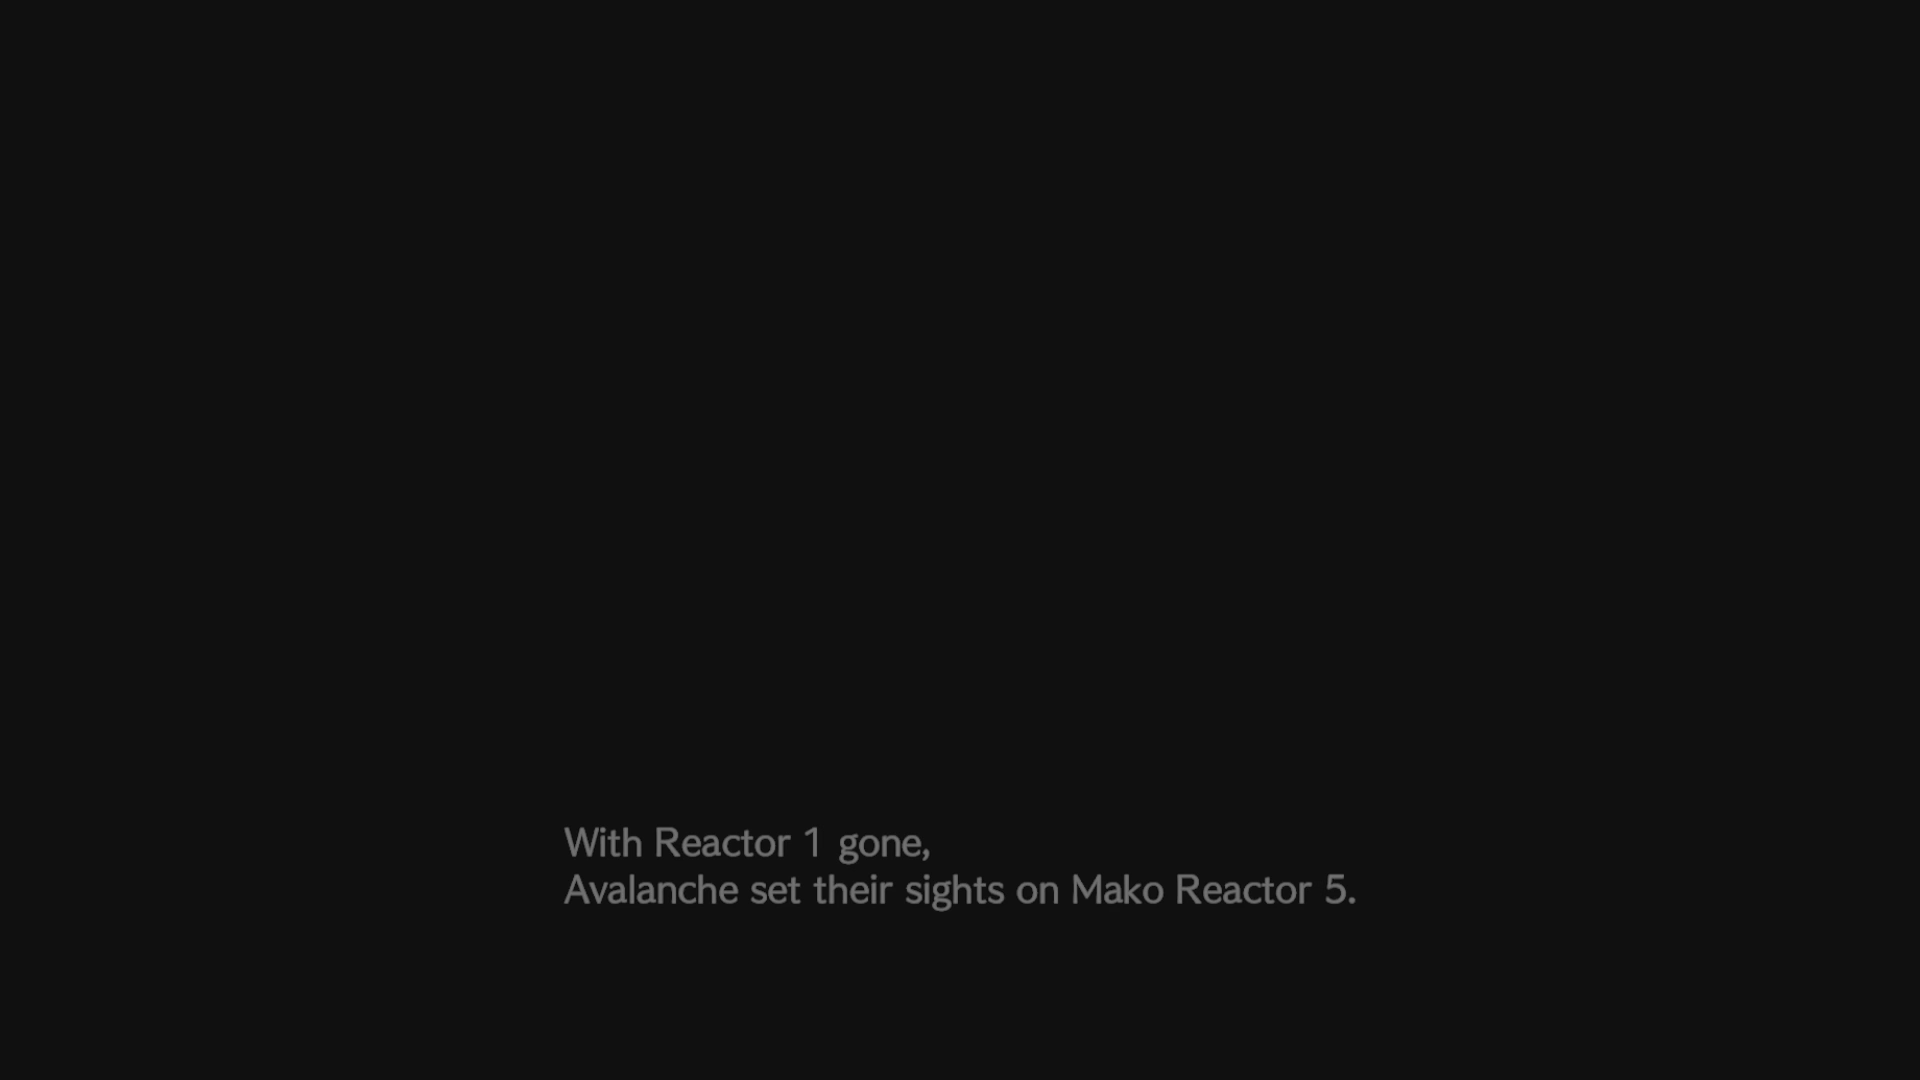 With Reactor 1 gone,
Avalanche set their sights on Mako Reactor 5.